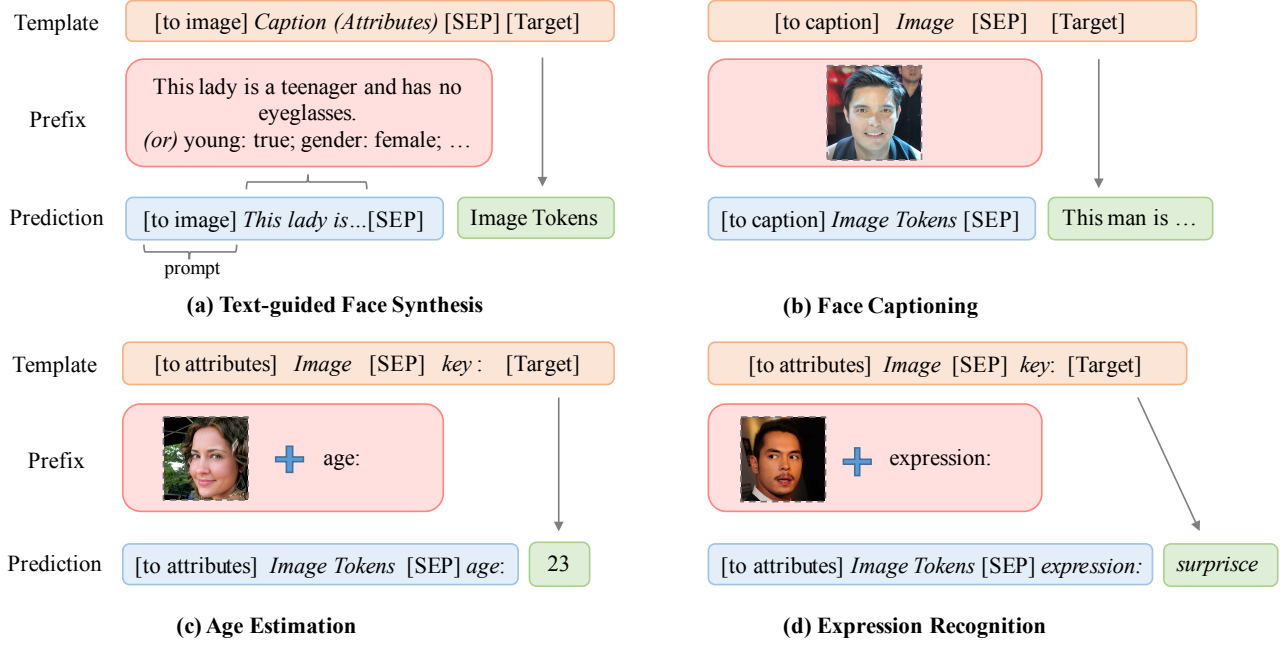 Template
[to image] Caption (Attributes) [SEP] [Target]
Prefix
This lady is a teenager and has no
eyeglasses.
(or) young: true; gender: female; …
Prediction
[to image] This lady is…[SEP]
Image Tokens
prompt
(a) Text-guided Face Synthesis
[to caption] Image [SEP] [Target]
[to caption] Image Tokens [SEP]
This man is …
(b) Face Captioning
Template
[to attributes] Image [SEP] key : [Target]
Prefix
age:
Prediction
[to attributes] Image Tokens [SEP] age:
23
(c) Age Estimation
[to attributes] Image [SEP] key: [Target]
expression:
[to attributes] Image Tokens [SEP] expression:
surprisce
(d) Expression Recognition